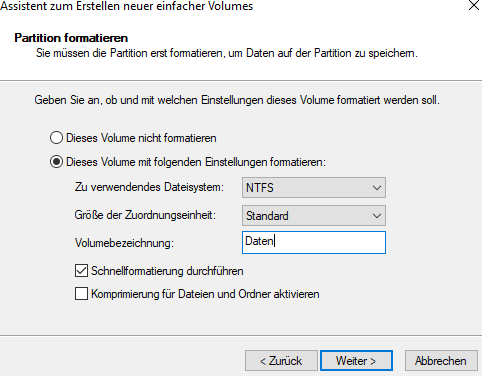 Assistent zum Erstellen neuer einfacher Volumes
Partition formatieren
Sie müssen die Partition erst formatieren, um Daten auf der Partition zu speichern.
Geben Sie an, ob und mit welchen Einstellungen dieses Volume formatiert werden soll.
Dieses Volume nicht formatieren
Dieses Volume mit folgenden Einstellungen formatieren:
Zu verwendendes Dateisystem: NTFS
Größe der Zuordnungseinheit: Standard
Volumebezeichnung: Daten
Schnellformatierung durchführen
Komprimierung für Dateien und Ordner aktivieren
< Zurück Weiter > Abbrechen